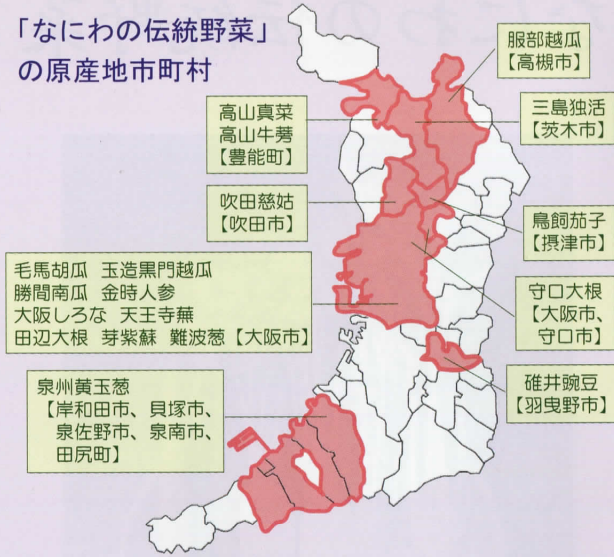 「なにわの伝統野菜」
の原産地市町村
服部越瓜
【高槻市】
高山真菜
高山牛蒡
【豊能町】
三島独活
【茨木市】
吹田慈姑
【吹田市】
鳥飼茄子
【摂津市】
毛馬胡瓜 玉造黒門越瓜
勝間南瓜 金時人参
大阪しろな 天王寺蕪
田辺大根 芽紫蘇 難波葱【大阪市】
守口大根
【大阪市、
守口市】
碓井豌豆
【羽曳野市】
泉州黄玉葱
【岸和田市、貝塚市、
泉佐野市、泉南市、
田尻町】